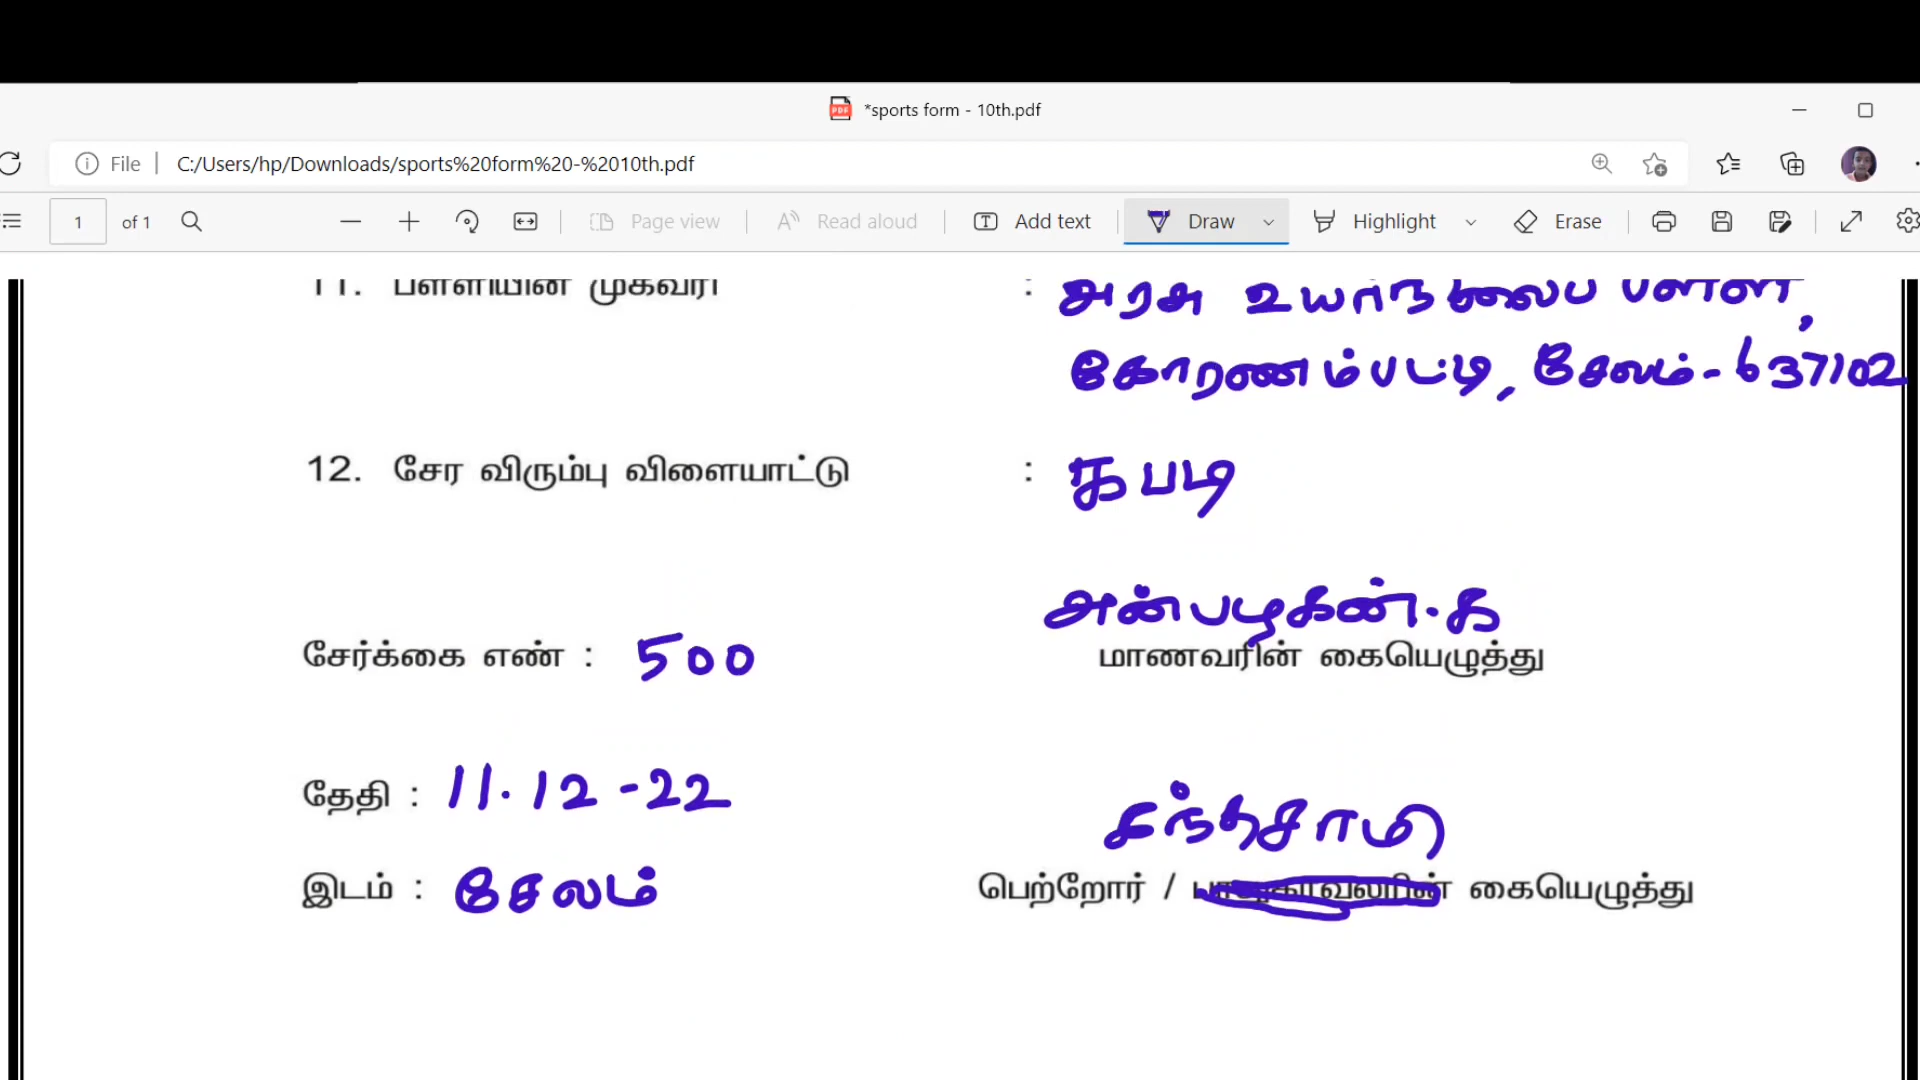 *sports form - 10th.pdf
File | C:/Users/hp/Downloads/sports%20form%20-%2010th.pdf
1 of 1 Page view Read aloud Add text Draw Highlight Erase
11. பள்ளியின் முகவரி : அரசு உயர்நிலைப் பள்ளி,
கோரணம்பட்டி, சேலம்-637102
12. சேர விரும்பு விளையாட்டு : கபடி
அன்பழகண்.க
சேர்க்கை எண் : 500 மாணவரின் கையெழுத்து
தேதி : 11.12-22
கந்தசாமி
இடம் : சேலம் பெற்றோர் / பாதுகாவலரின் கையெழுத்து